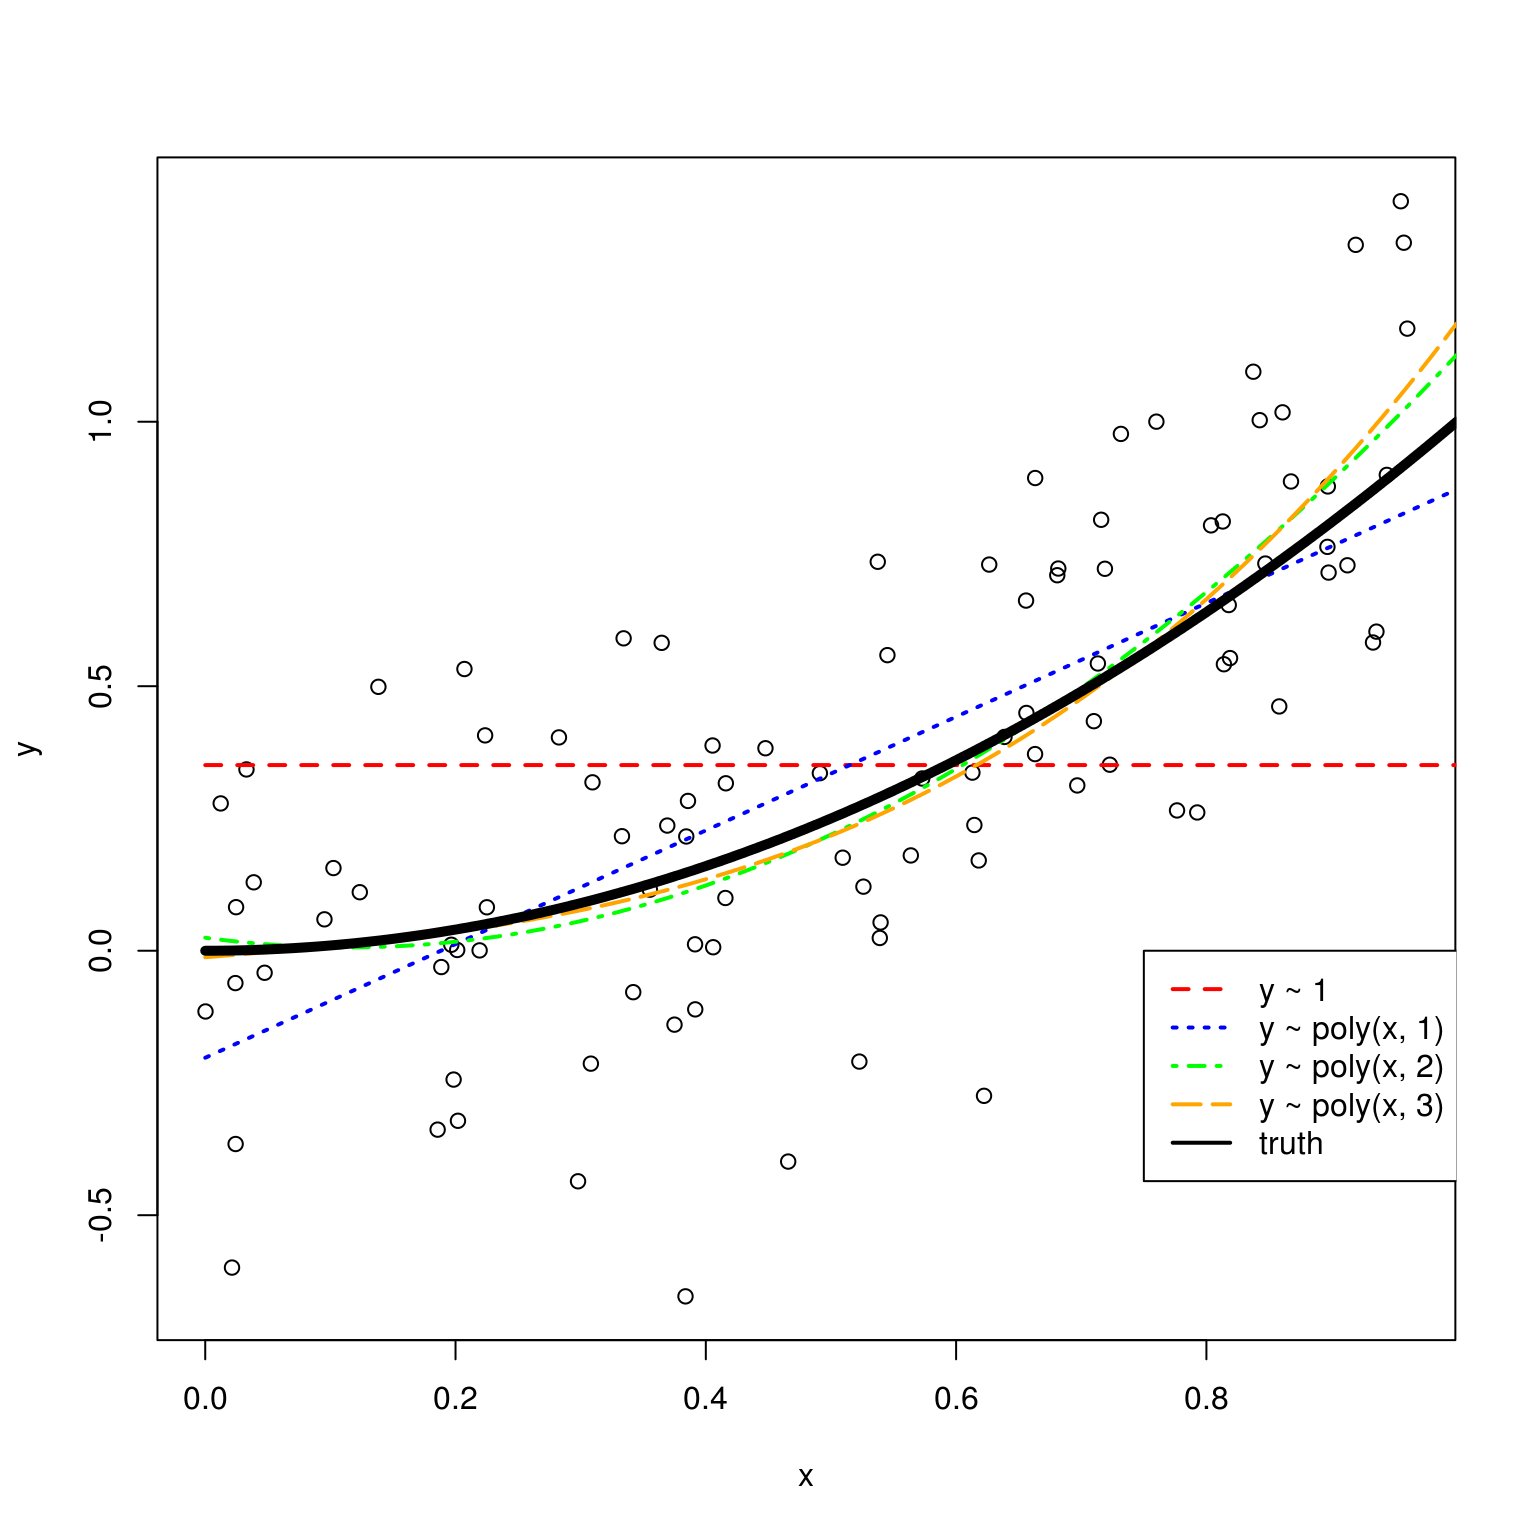 y
1.0
0.5
0.0
-0.5
0.0 0.2 0.4 0.6 0.8
x
y ~ 1
y ~ poly(x, 1)
y ~ poly(x, 2)
y ~ poly(x, 3)
truth